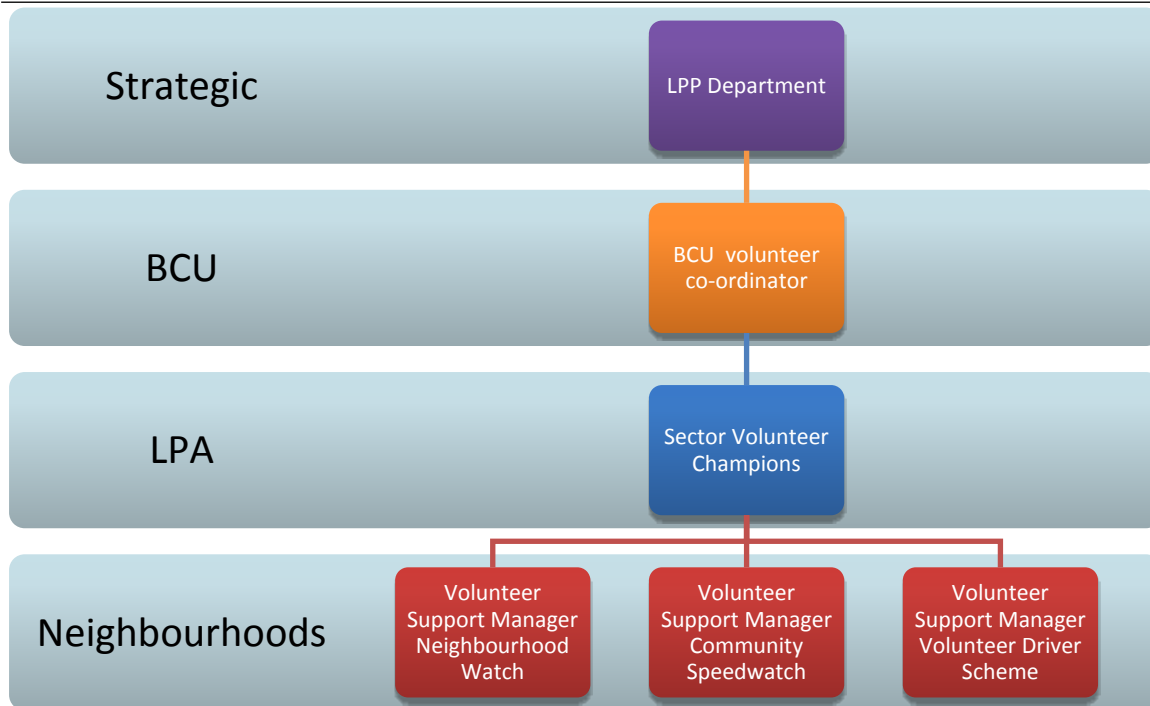 Strategic
LPP Department
BCU
BCU  volunteer
co-ordinator
LPA
Sector Volunteer
Champions
Neighbourhoods
Volunteer
Support Manager
Neighbourhood
Watch
Volunteer
Support Manager
Community
Speedwatch
Volunteer
Support Manager
Volunteer Driver
Scheme